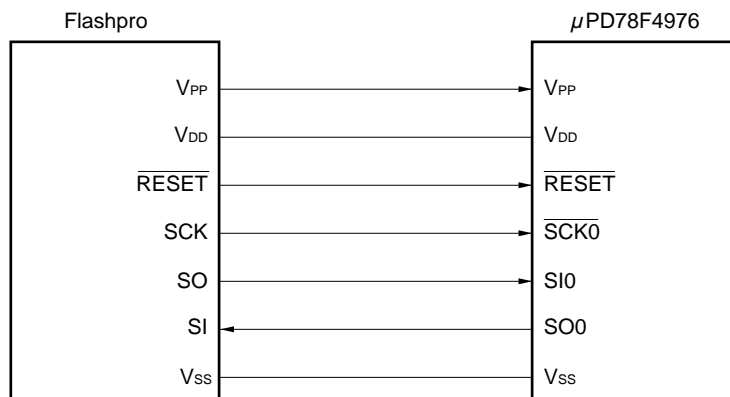 Flashpro μPD78F4976
VPP VPP
VDD VDD
RESET RESET
SCK SCK0
SO SI0
SI SO0
VSS VSS